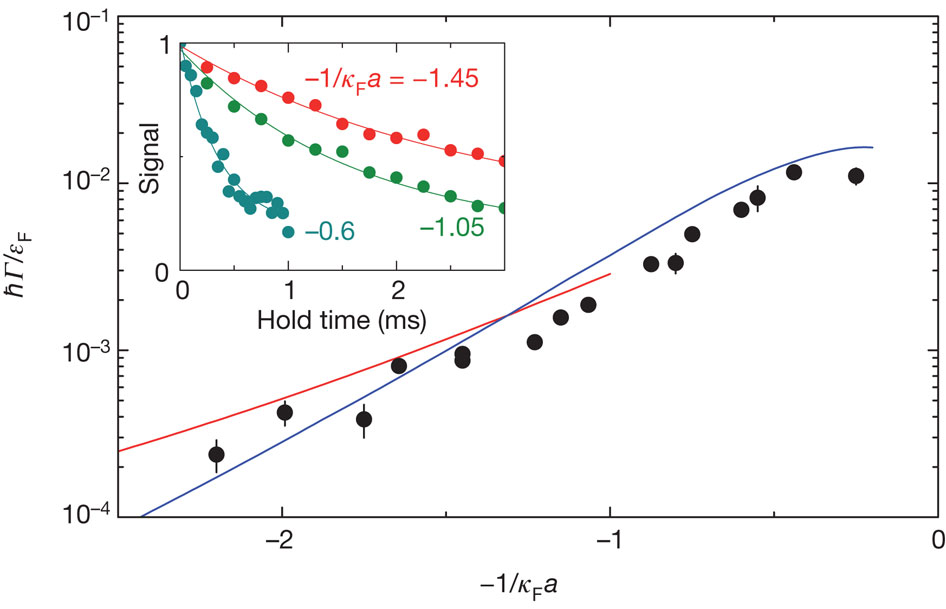 10⁻¹
10⁻²
10⁻³
10⁻⁴
ħΓ/εF
−2
−1
0
−1/κFa
1
0
Signal
0
1
2
Hold time (ms)
−1/κFa = −1.45
−1.05
−0.6